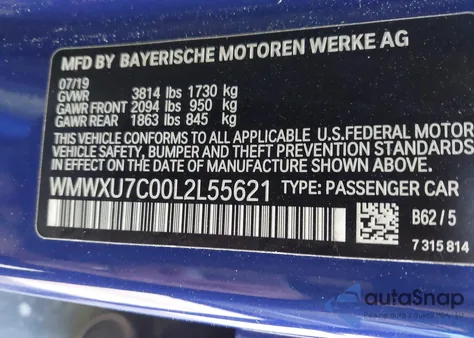 MFD BY BAYERISCHE MOTOREN WERKE AG
07/19
GVWR 3814 lbs 1730 kg
GAWR FRONT 2094 lbs 950 kg
GAWR REAR 1863 lbs 845 kg
THIS VEHICLE CONFORMS TO ALL APPLICABLE U.S.FEDERAL MOTOR
VEHICLE SAFETY, BUMPER AND THEFT PREVENTION STANDARDS
IN EFFECT ON THE DATE OF MANUFACTURE SHOWN ABOVE.
WMWXU7C00L2L55621 TYPE: PASSENGER CAR
B62/5
7 315 814
autoSnap